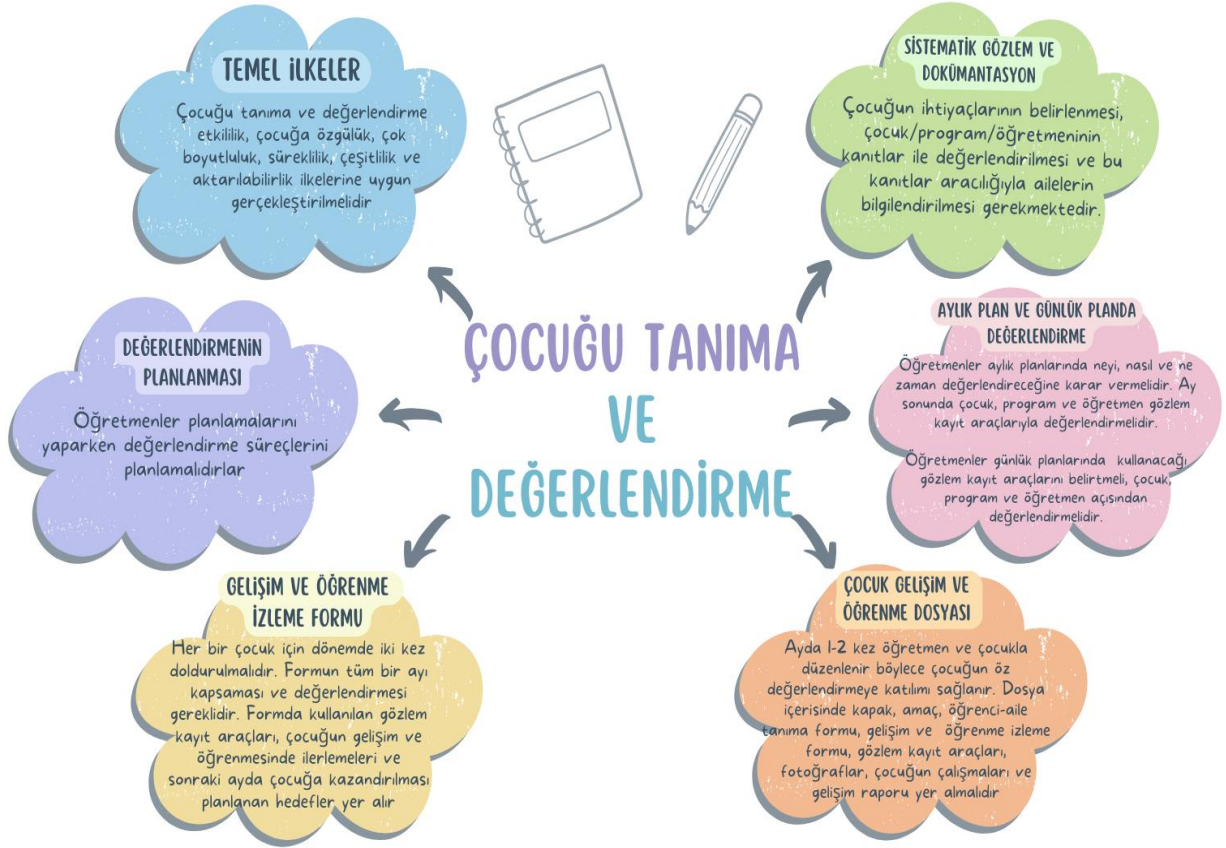 TEMEL İLKELER
Çocuğu tanıma ve değerlendirme
etkililik, çocuğa özgülük, çok
boyutluluk, süreklilik, çeşitlilik ve
aktarılabilirlik ilkelerine uygun
gerçekleştirilmelidir
SİSTEMATİK GÖZLEM VE
DOKÜMANTASYON
Çocuğun ihtiyaçlarının belirlenmesi,
çocuk/program/öğretmeninin
kanıtlar ile değerlendirilmesi ve bu
kanıtlar aracılığıyla ailelerin
bilgilendirilmesi gerekmektedir.
ÇOCUĞU TANIMA
VE
DEĞERLENDİRME
DEĞERLENDİRMENİN
PLANLANMASI
Öğretmenler planlamalarını
yaparken değerlendirme süreçlerini
planlamalıdırlar
AYLIK PLAN VE GÜNLÜK PLANDA
DEĞERLENDİRME
Öğretmenler aylık planlarında neyi, nasıl ve ne
zaman değerlendireceğine karar vermelidir. Ay
sonunda çocuk, program ve öğretmen gözlem
kayıt araçlarıyla değerlendirmelidir.
Öğretmenler günlük planlarında kullanacağı
gözlem kayıt araçlarını belirtmeli, çocuk,
program ve öğretmen açısından
değerlendirmelidir.
GELİŞİM VE ÖĞRENME
İZLEME FORMU
Her bir çocuk için dönemde iki kez
doldurulmalıdır. Formun tüm bir ayı
kapsaması ve değerlendirmesi
gereklidir. Formda kullanılan gözlem
kayıt araçları, çocuğun gelişim ve
öğrenmesinde ilerlemeleri ve
sonraki ayda çocuğa kazandırılması
planlanan hedefler yer alır
ÇOCUK GELİŞİM VE
ÖĞRENME DOSYASI
Ayda 1-2 kez öğretmen ve çocukla
düzenlenir böylece çocuğun öz
değerlendirmeye katılımı sağlanır. Dosya
içerisinde kapak, amaç, öğrenci-aile
tanıma formu, gelişim ve öğrenme izleme
formu, gözlem kayıt araçları,
fotoğraflar, çocuğun çalışmaları ve
gelişim raporu yer almalıdır